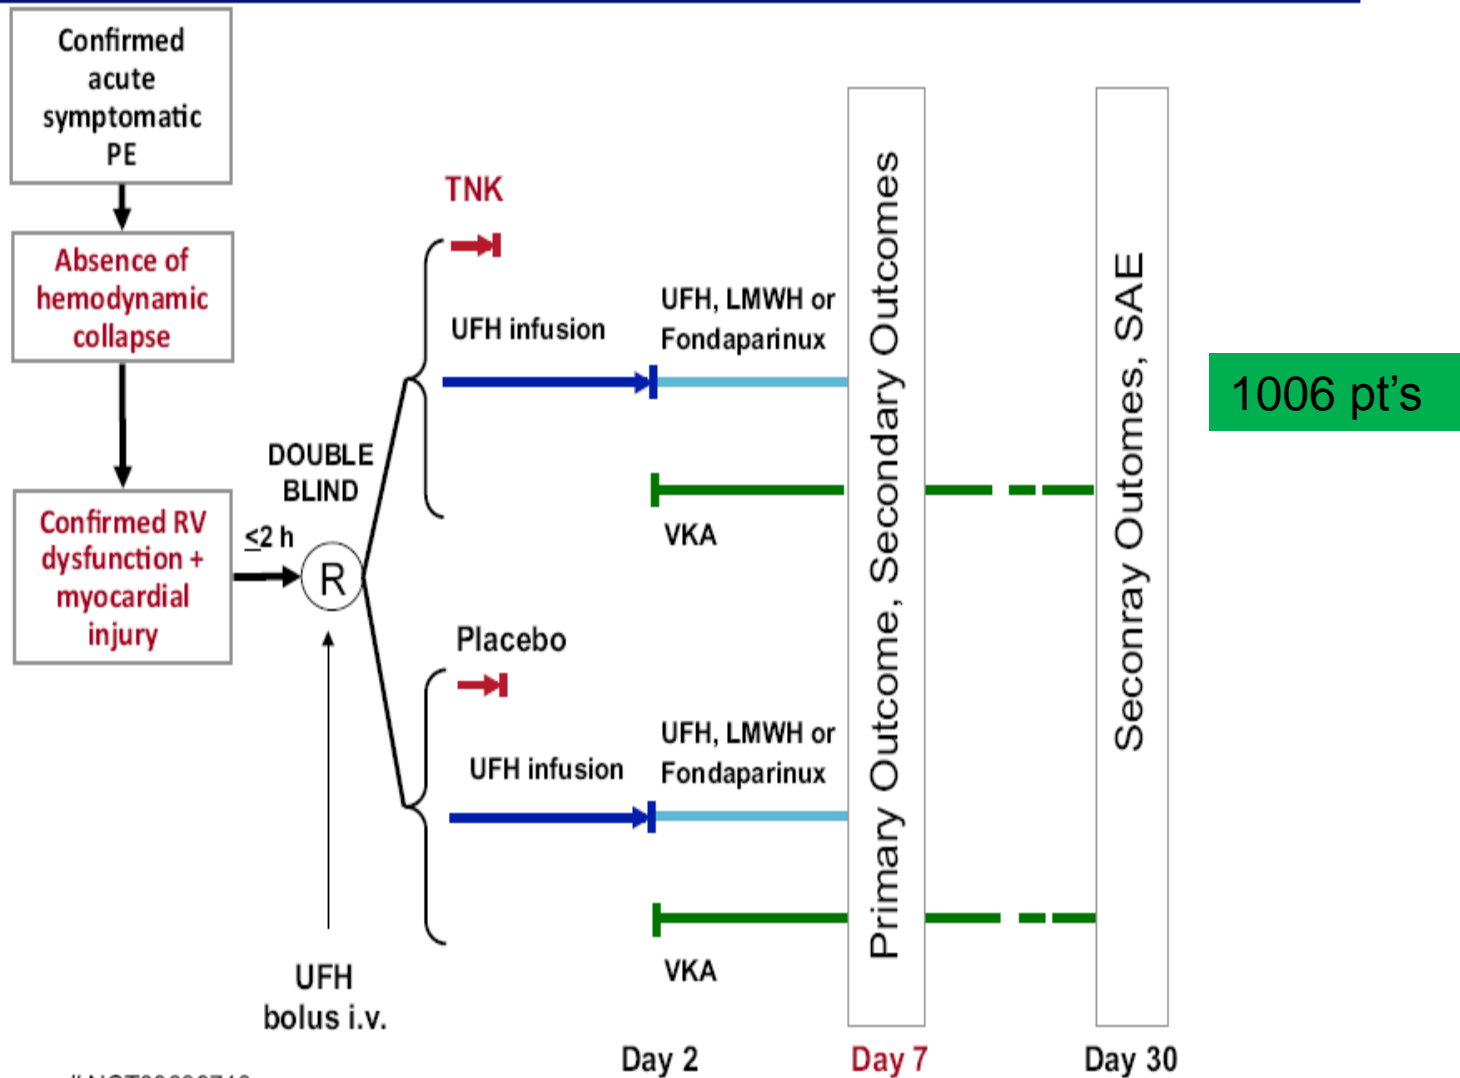 Confirmed
acute
symptomatic
PE
Absence of
hemodynamic
collapse
Confirmed RV
dysfunction +
myocardial
injury
≤2 h
DOUBLE
BLIND
R
UFH
bolus i.v.
TNK
UFH infusion
UFH, LMWH or
Fondaparinux
VKA
Placebo
UFH infusion
UFH, LMWH or
Fondaparinux
VKA
Primary Outcome, Secondary Outcomes
Seconray Outomes, SAE
1006 pt's
Day 2
Day 7
Day 30